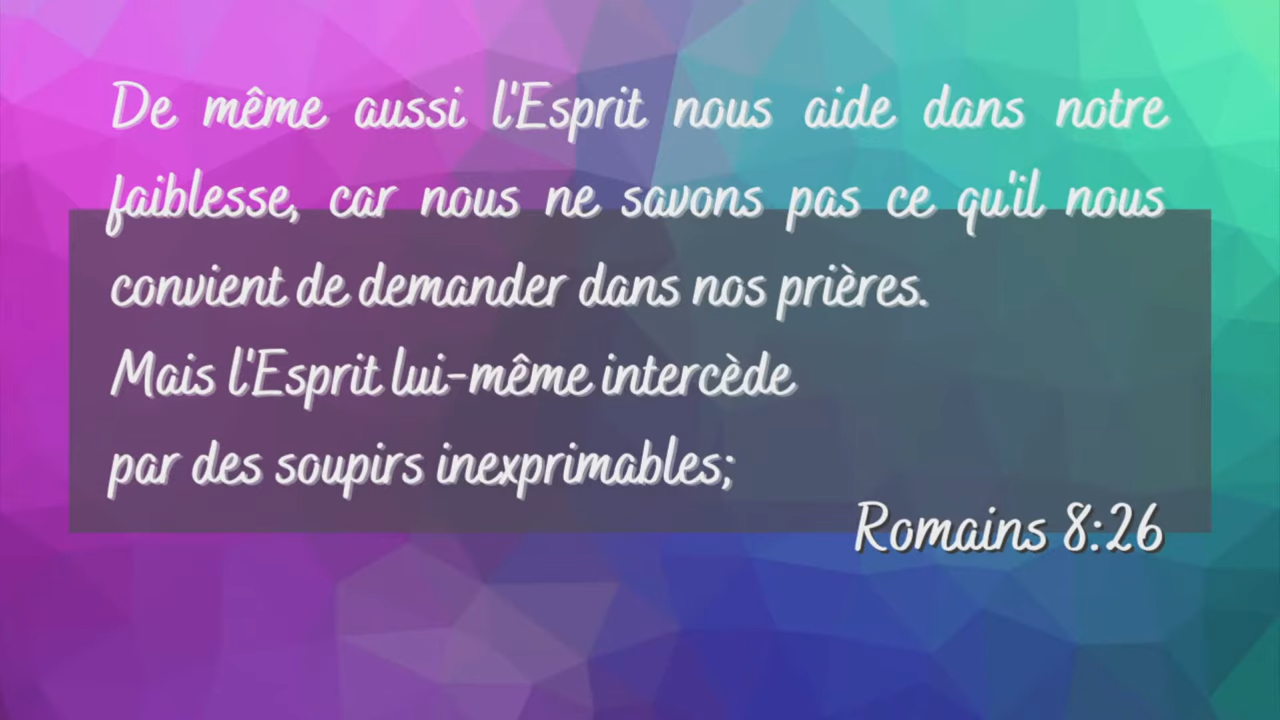 De même aussi l'Esprit nous aide dans notre
faiblesse, car nous ne savons pas ce qu'il nous
convient de demander dans nos prières.
Mais l'Esprit lui-même intercède
par des soupirs inexprimables;
Romains 8:26